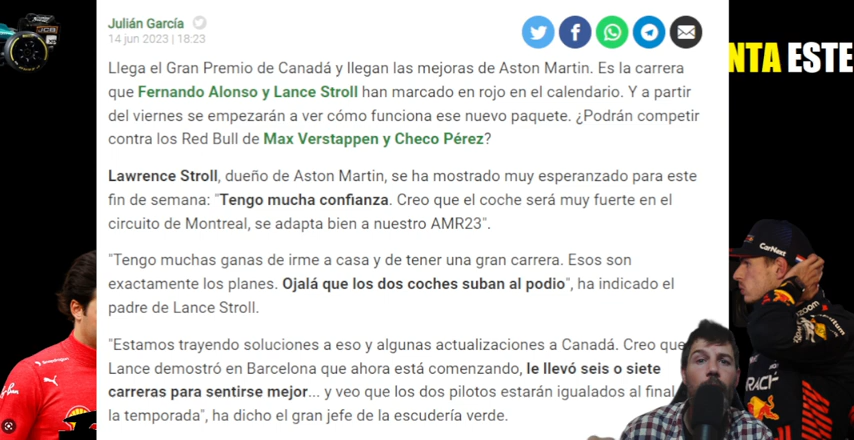 Julián García
14 jun 2023 | 18:23
NTA ESTE
Llega el Gran Premio de Canadá y llegan las mejoras de Aston Martin. Es la carrera
que Fernando Alonso y Lance Stroll han marcado en rojo en el calendario. Y a partir
del viernes se empezarán a ver cómo funciona ese nuevo paquete. ¿Podrán competir
contra los Red Bull de Max Verstappen y Checo Pérez?
Lawrence Stroll, dueño de Aston Martin, se ha mostrado muy esperanzado para este
fin de semana: "Tengo mucha confianza. Creo que el coche será muy fuerte en el
circuito de Montreal, se adapta bien a nuestro AMR23".
"Tengo muchas ganas de irme a casa y de tener una gran carrera. Esos son
exactamente los planes. Ojalá que los dos coches suban al podio", ha indicado el
padre de Lance Stroll.
"Estamos trayendo soluciones a eso y algunas actualizaciones a Canadá. Creo que
Lance demostró en Barcelona que ahora está comenzando, le llevó seis o siete
carreras para sentirse mejor... y veo que los dos pilotos estarán igualados al final
la temporada", ha dicho el gran jefe de la escudería verde.
JCB
CarNext
snapdragon